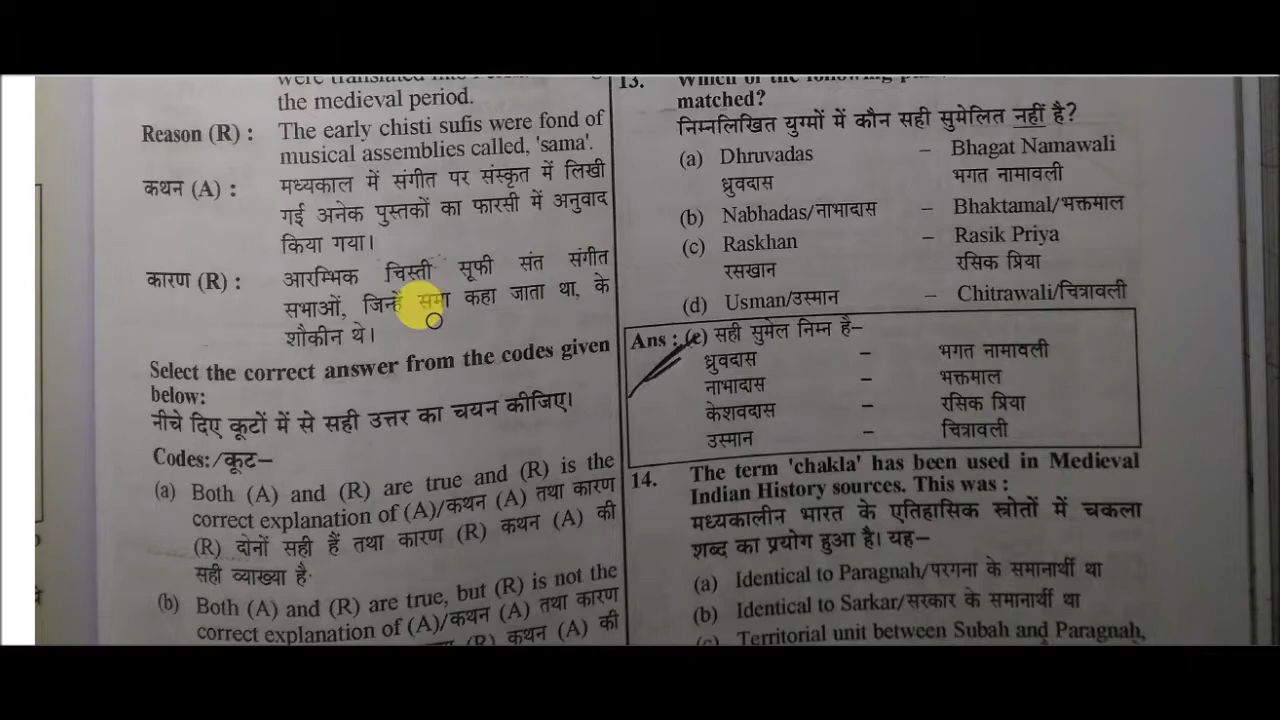 the medieval period.
Reason (R) : The early chisti sufis were fond of
musical assemblies called, 'sama'.
कथन (A) : मध्यकाल में संगीत पर संस्कृत में लिखी
गई अनेक पुस्तकों का फारसी में अनुवाद
किया गया।
कारण (R) : आरम्भिक चिस्ती सूफी संत संगीत
सभाओं, जिन्हें समा कहा जाता था, के
शौकीन थे।
Select the correct answer from the codes given
below:
नीचे दिए कूटों में से सही उत्तर का चयन कीजिए।
Codes:/कूट–
(a) Both (A) and (R) are true and (R) is the
correct explanation of (A)/कथन (A) तथा कारण
(R) दोनों सही हैं तथा कारण (R) कथन (A) की
सही व्याख्या है
(b) Both (A) and (R) are true, but (R) is not the
correct explanation of (A)/कथन (A) तथा कारण
(R) कथन (A) की
13. Which of the following
matched?
निम्नलिखित युग्मों में कौन सही सुमेलित नहीं है?
(a) Dhruvadas – Bhagat Namawali
ध्रुवदास भगत नामावली
(b) Nabhadas/नाभादास – Bhaktamal/भक्तमाल
(c) Raskhan – Rasik Priya
रसखान रसिक प्रिया
(d) Usman/उस्मान – Chitrawali/चित्रावली
Ans : (c) सही सुमेल निम्न है–
ध्रुवदास – भगत नामावली
नाभादास – भक्तमाल
केशवदास – रसिक प्रिया
उस्मान – चित्रावली
14. The term 'chakla' has been used in Medieval
Indian History sources. This was :
मध्यकालीन भारत के एतिहासिक स्त्रोतों में चकला
शब्द का प्रयोग हुआ है। यह–
(a) Identical to Paragnah/परगना के समानार्थी था
(b) Identical to Sarkar/सरकार के समानार्थी था
(c) Territorial unit between Subah and Paragnah,